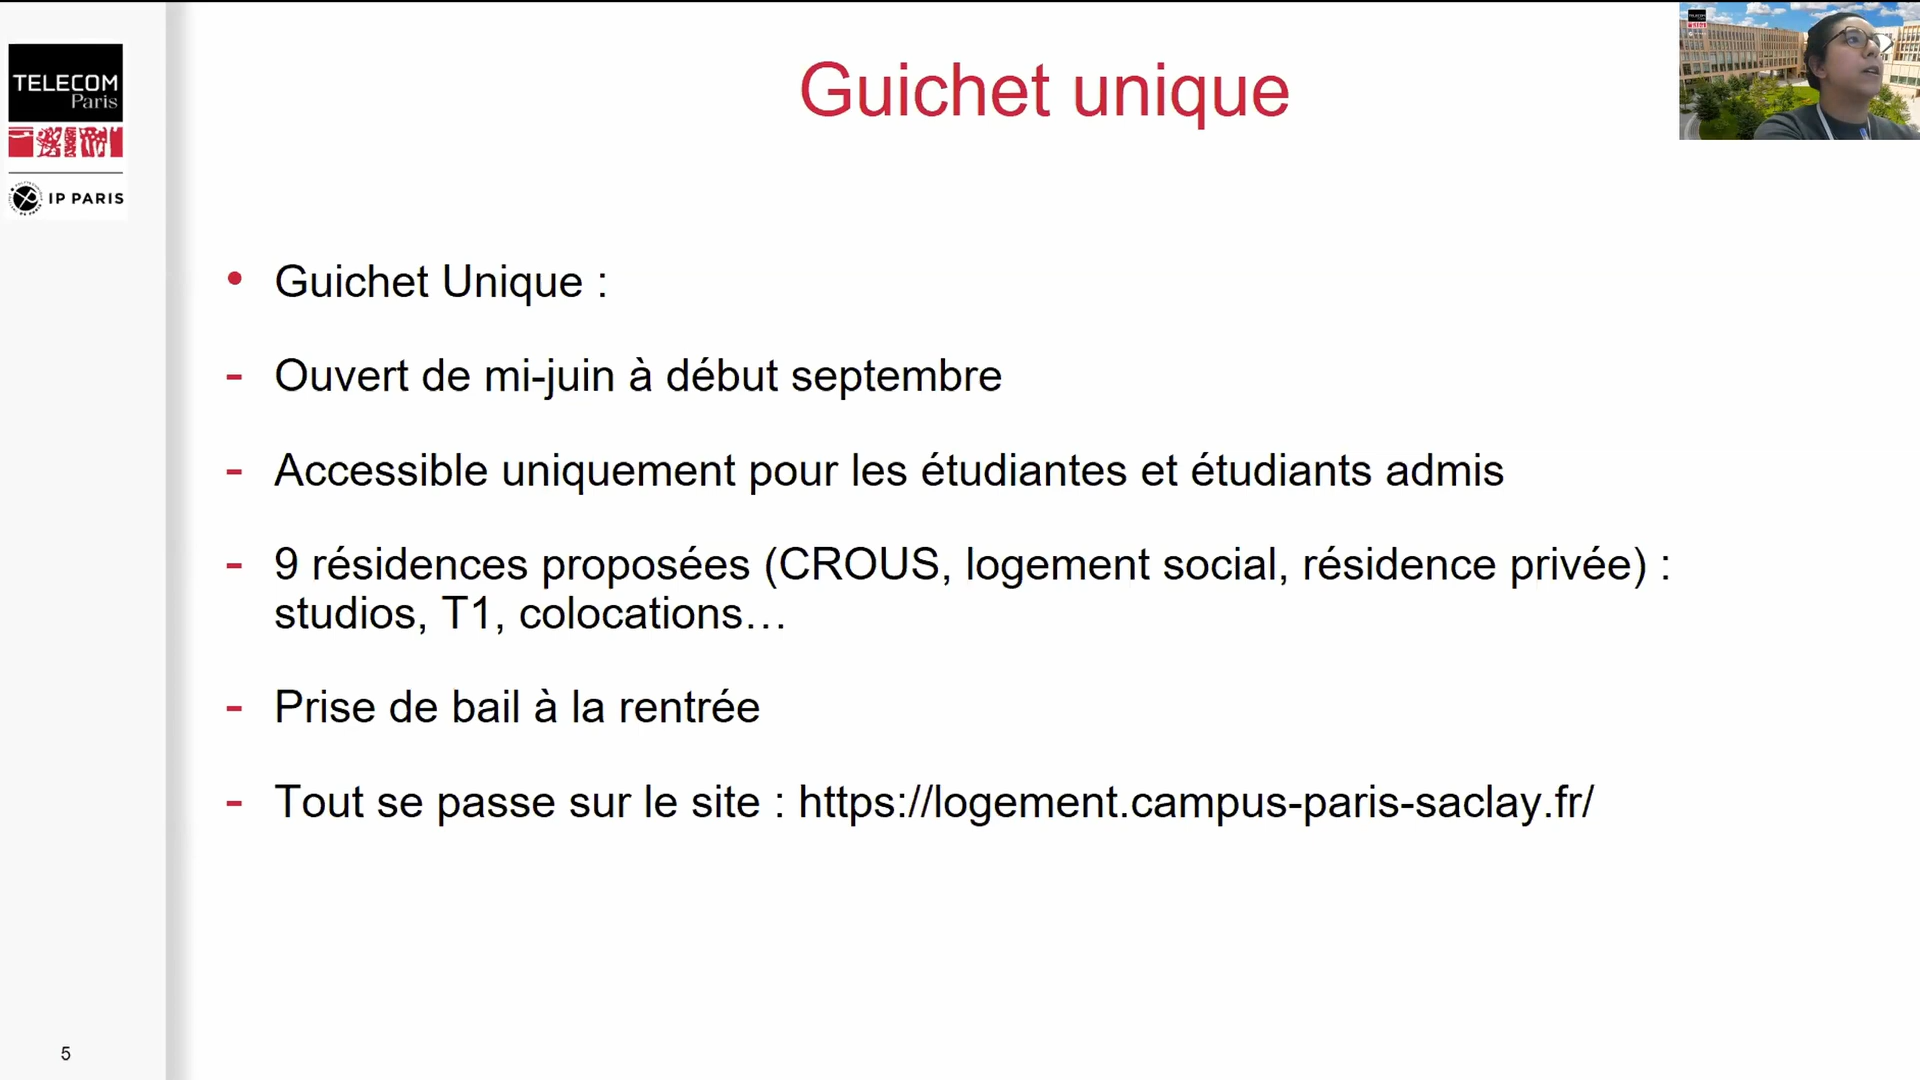 TELECOM
Paris
IP PARIS
Guichet unique
• Guichet Unique :
- Ouvert de mi-juin à début septembre
- Accessible uniquement pour les étudiantes et étudiants admis
- 9 résidences proposées (CROUS, logement social, résidence privée) :
studios, T1, colocations…
- Prise de bail à la rentrée
- Tout se passe sur le site : https://logement.campus-paris-saclay.fr/
5